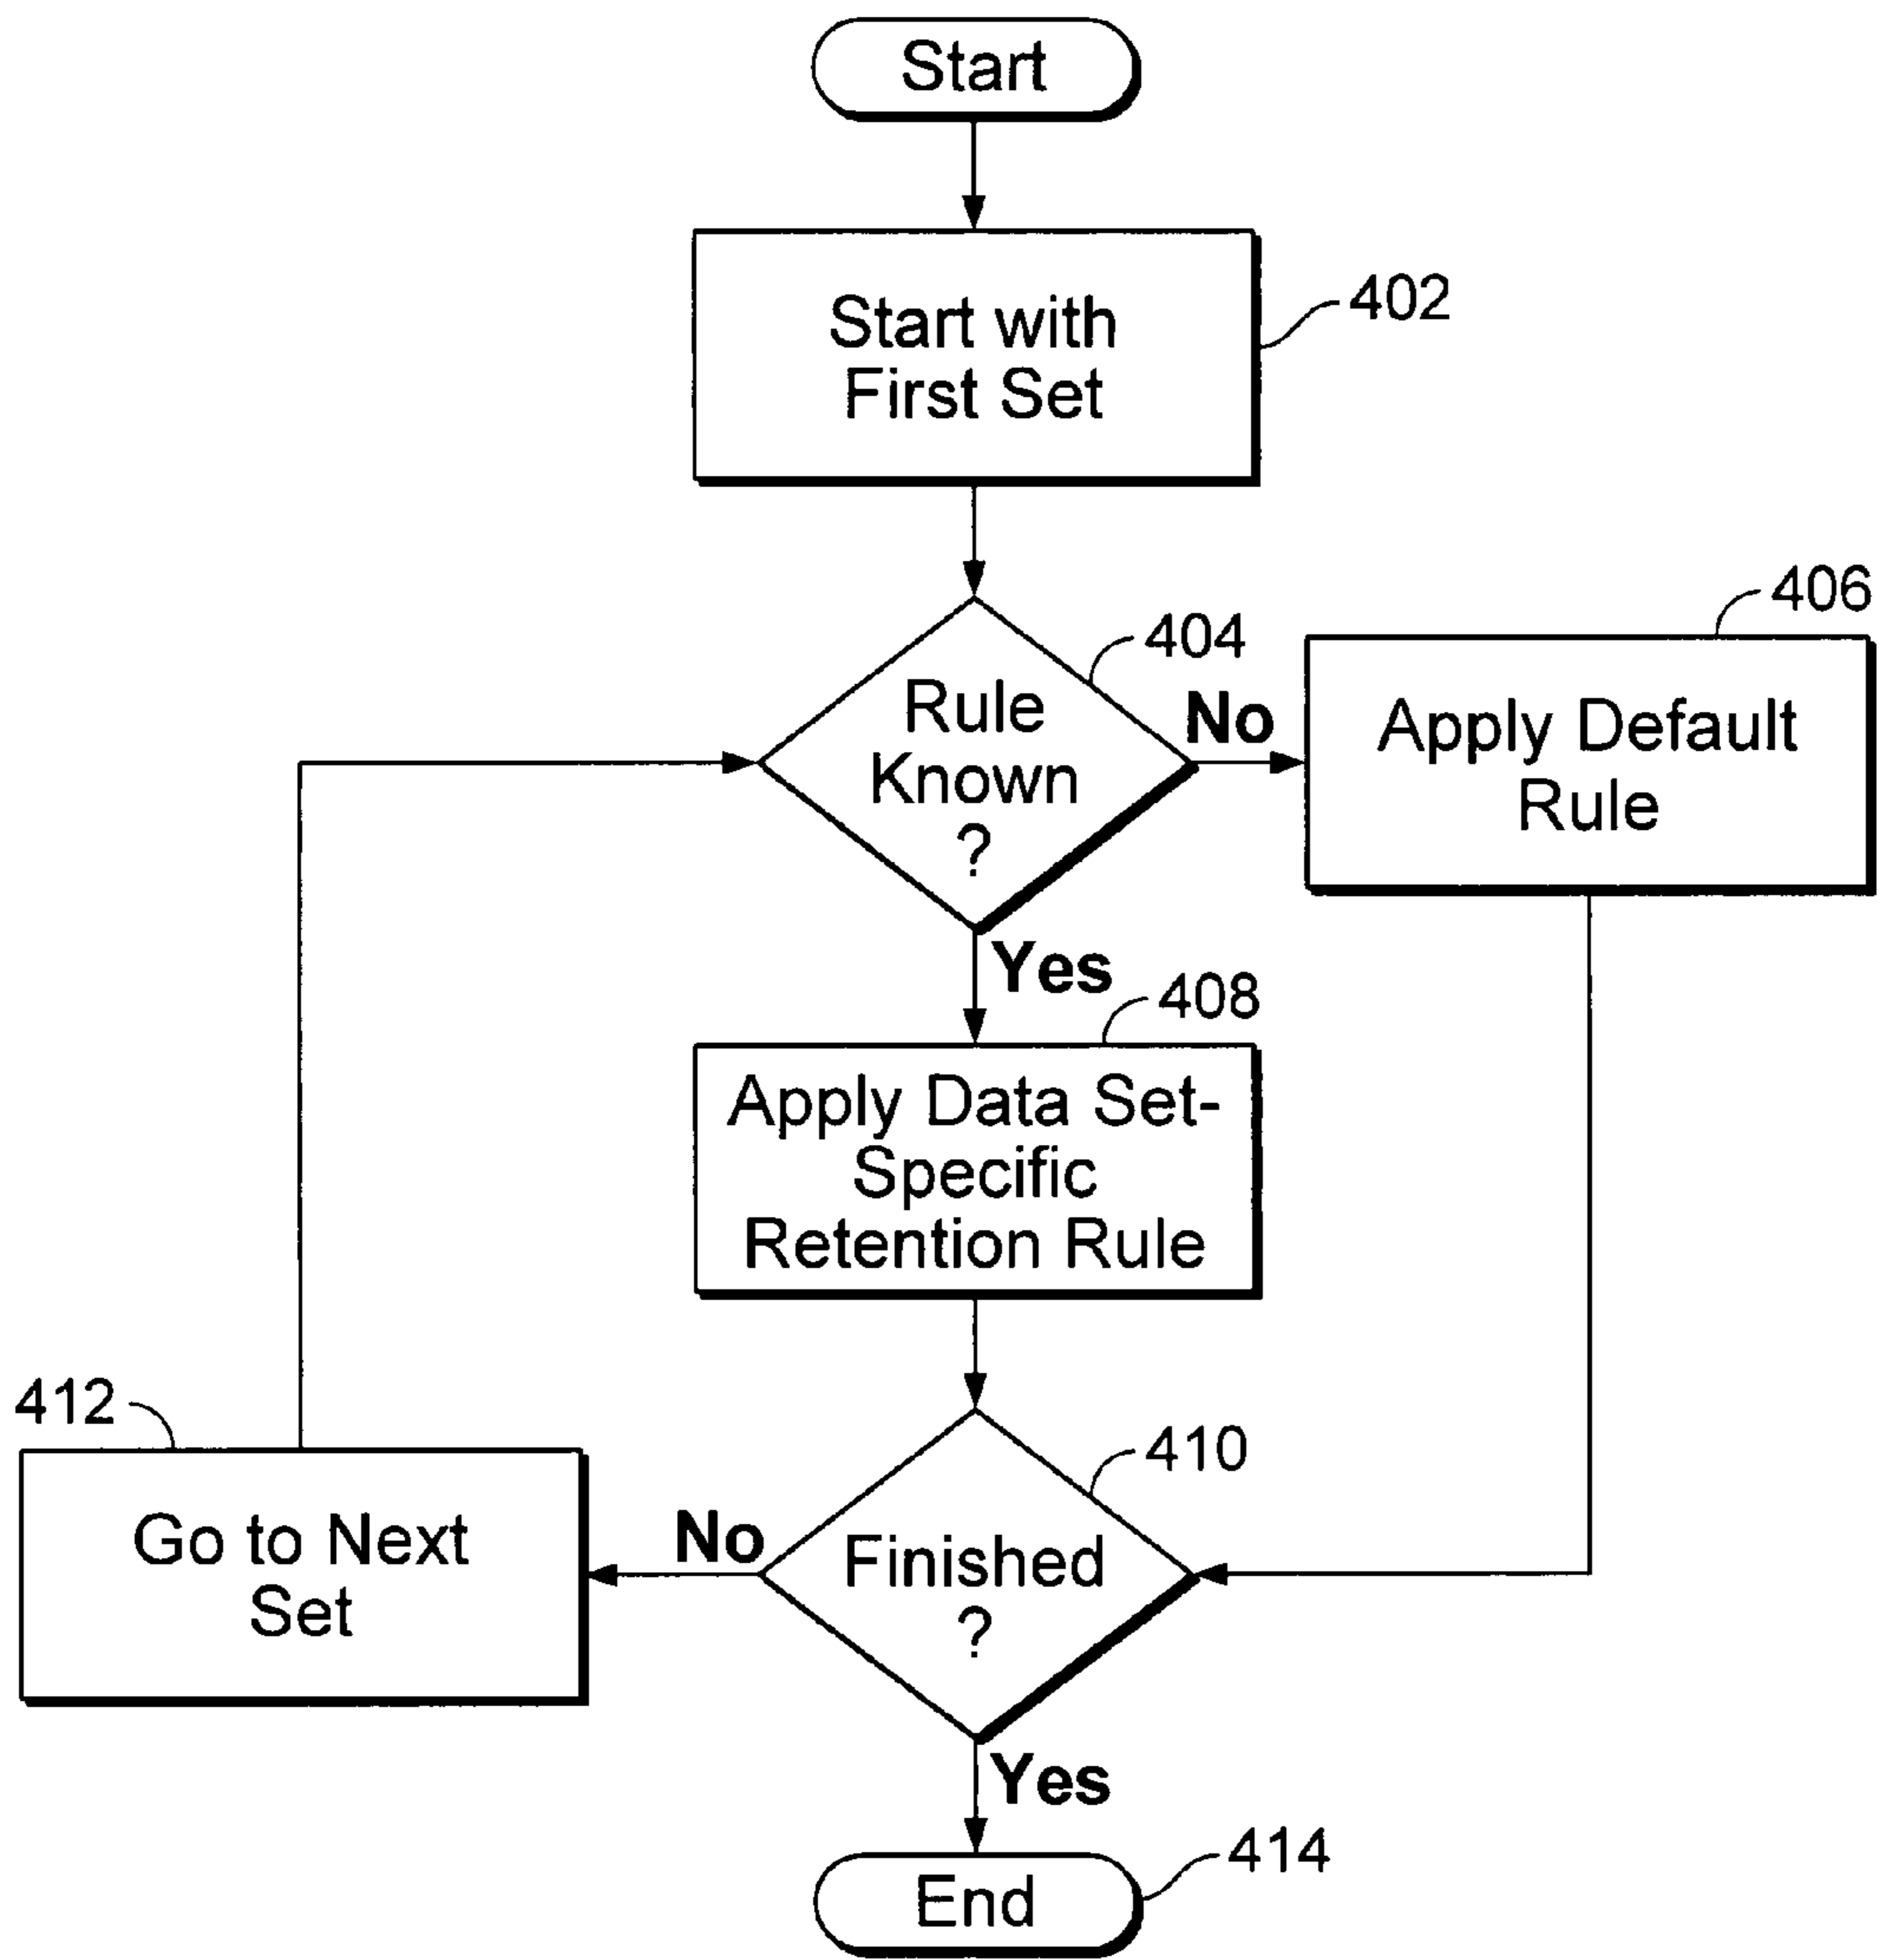 Start
Start with
First Set
402
404
Rule
Known
?
No
406
Apply Default
Rule
Yes
408
Apply Data Set-
Specific
Retention Rule
412
Go to Next
Set
410
No
Finished
?
Yes
End
414